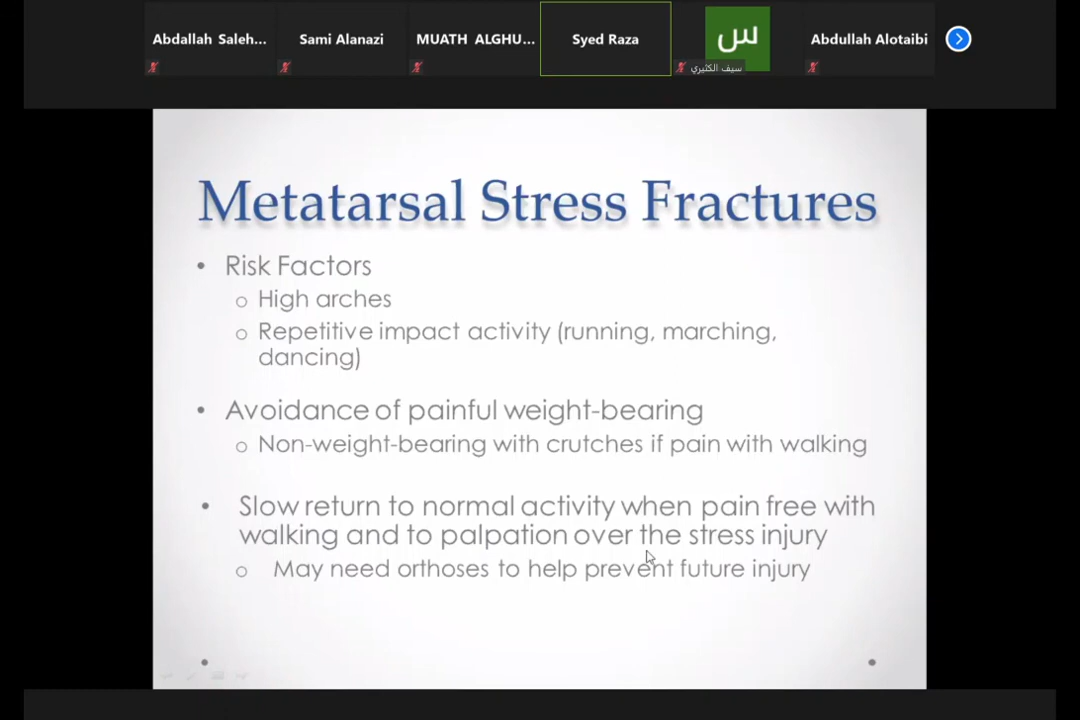 Abdallah Saleh...
Sami Alanazi
MUATH ALGHU...
Syed Raza
س
سيف الكثيري
Abdullah Alotaibi
Metatarsal Stress Fractures
• Risk Factors
o High arches
o Repetitive impact activity (running, marching,
dancing)
• Avoidance of painful weight-bearing
o Non-weight-bearing with crutches if pain with walking
• Slow return to normal activity when pain free with
walking and to palpation over the stress injury
o May need orthoses to help prevent future injury